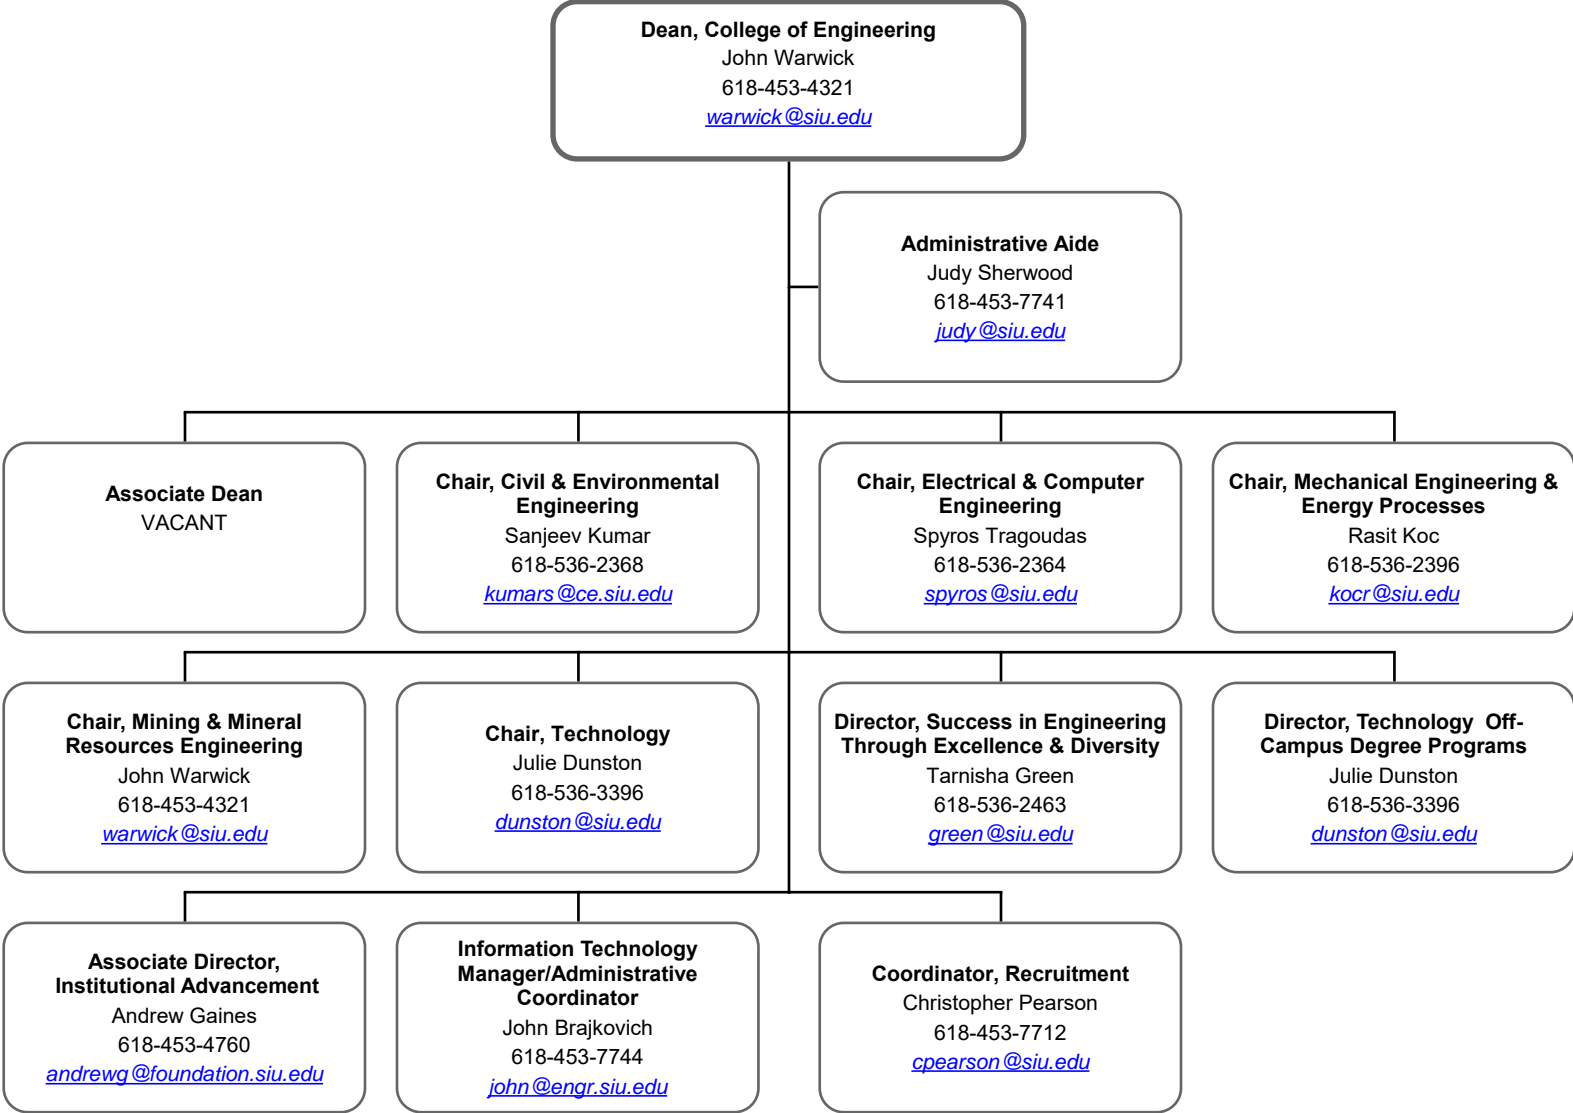 Dean, College of Engineering
John Warwick
618-453-4321
warwick@siu.edu
Administrative Aide
Judy Sherwood
618-453-7741
judy@siu.edu
Associate Dean
VACANT
Chair, Civil & Environmental
Engineering
Sanjeev Kumar
618-536-2368
kumars@ce.siu.edu
Chair, Electrical & Computer
Engineering
Spyros Tragoudas
618-536-2364
spyros@siu.edu
Chair, Mechanical Engineering &
Energy Processes
Rasit Koc
618-536-2396
kocr@siu.edu
Chair, Mining & Mineral
Resources Engineering
John Warwick
618-453-4321
warwick@siu.edu
Chair, Technology
Julie Dunston
618-536-3396
dunston@siu.edu
Director, Success in Engineering
Through Excellence & Diversity
Tarnisha Green
618-536-2463
green@siu.edu
Director, Technology  Off-
Campus Degree Programs
Julie Dunston
618-536-3396
dunston@siu.edu
Associate Director,
Institutional Advancement
Andrew Gaines
618-453-4760
andrewg@foundation.siu.edu
Information Technology
Manager/Administrative
Coordinator
John Brajkovich
618-453-7744
john@engr.siu.edu
Coordinator, Recruitment
Christopher Pearson
618-453-7712
cpearson@siu.edu